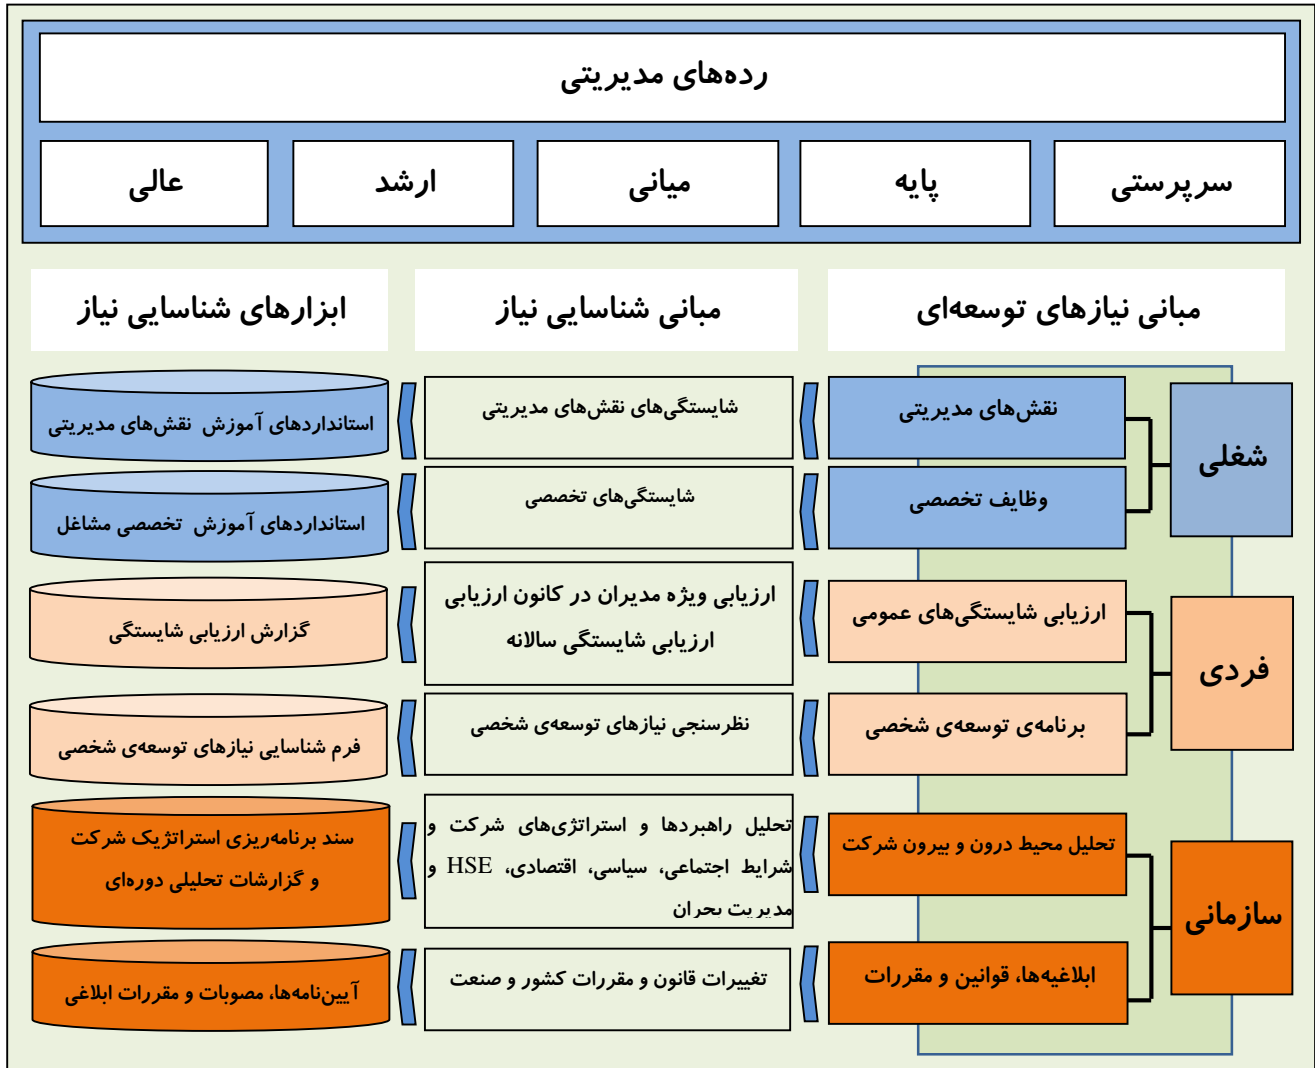 رده‌های مدیریتی
سرپرستی
پایه
میانی
ارشد
عالی
مبانی نیازهای توسعه‌ای
مبانی شناسایی نیاز
ابزارهای شناسایی نیاز
شغلی
نقش‌های مدیریتی
شایستگی‌های نقش‌های مدیریتی
استانداردهای آموزش نقش‌های مدیریتی
وظایف تخصصی
شایستگی‌های تخصصی
استانداردهای آموزش تخصصی مشاغل
فردی
ارزیابی شایستگی‌های عمومی
ارزیابی ویژه مدیران در کانون ارزیابی
ارزیابی شایستگی سالانه
گزارش ارزیابی شایستگی
برنامه‌ی توسعه‌ی شخصی
نظرسنجی نیازهای توسعه‌ی شخصی
فرم شناسایی نیازهای توسعه‌ی شخصی
سازمانی
تحلیل محیط درون و بیرون شرکت
تحلیل راهبردها و استراتژی‌های شرکت و
شرایط اجتماعی، سیاسی، اقتصادی، HSE و
مدیریت بحران
سند برنامه‌ریزی استراتژیک شرکت
و گزارشات تحلیلی دوره‌ای
ابلاغیه‌ها، قوانین و مقررات
تغییرات قانون و مقررات کشور و صنعت
آیین‌نامه‌ها، مصوبات و مقررات ابلاغی